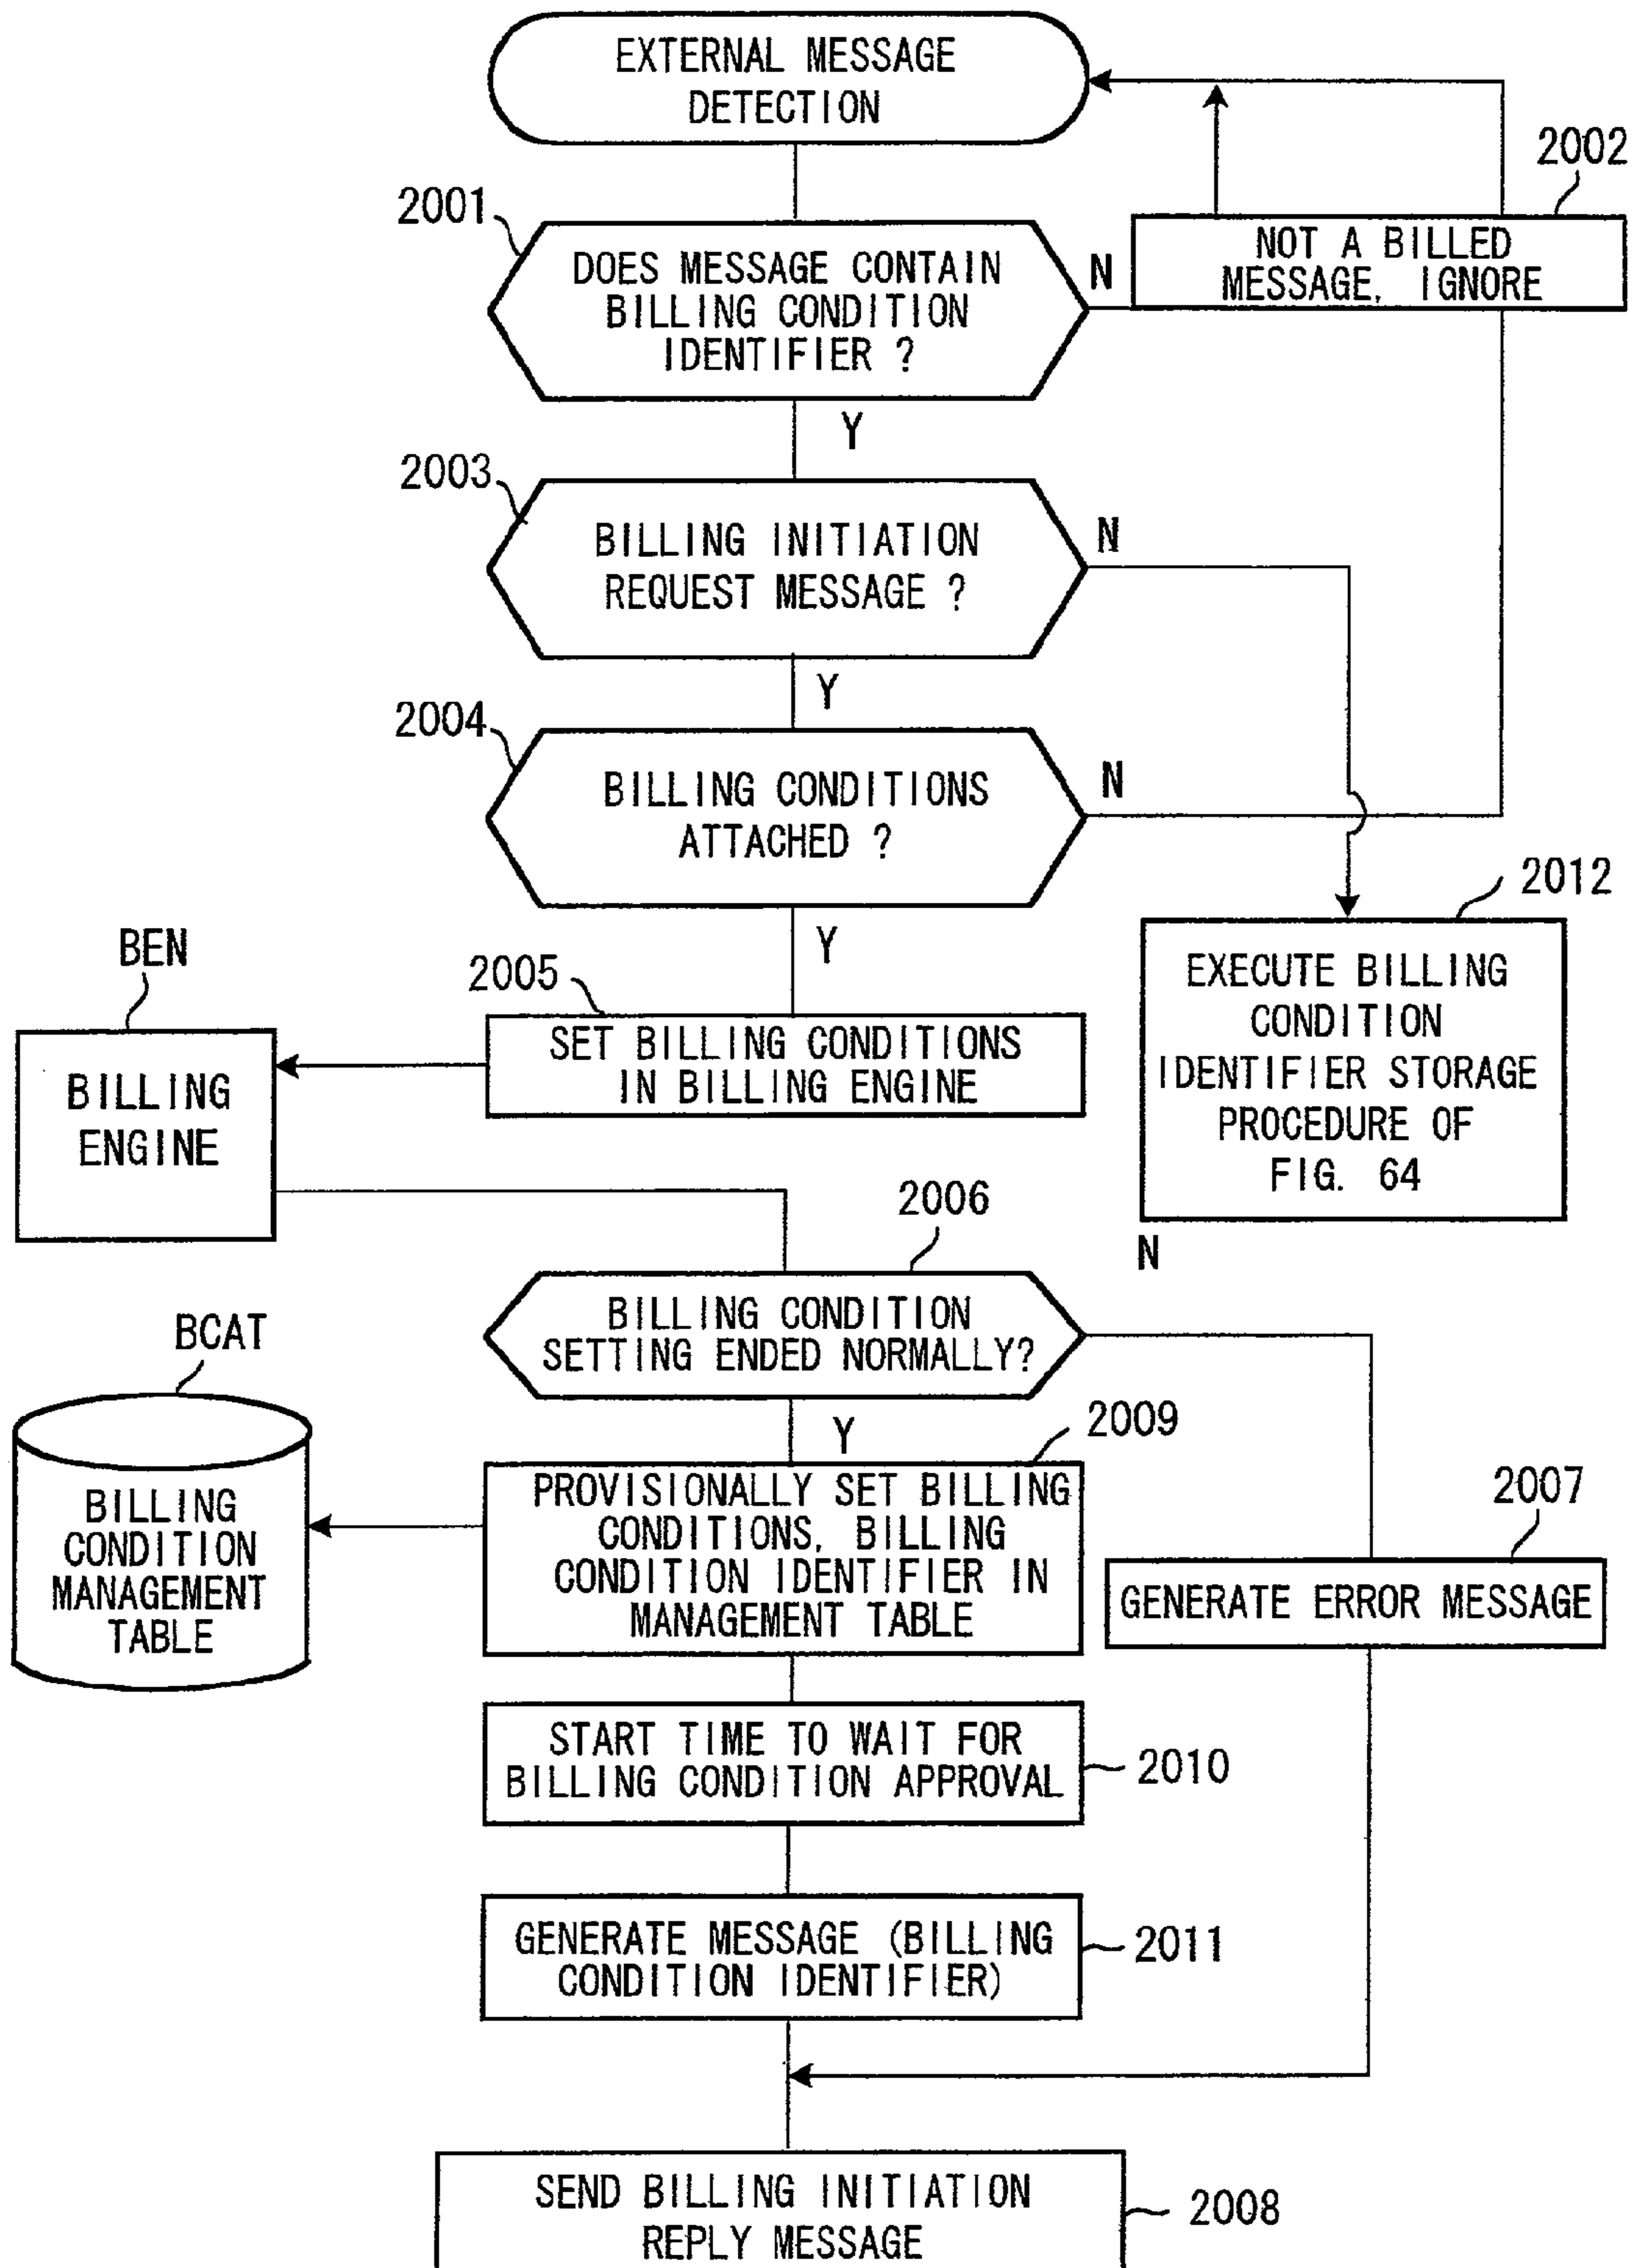 EXTERNAL MESSAGE
DETECTION
2002
2001
DOES MESSAGE CONTAIN
BILLING CONDITION
IDENTIFIER ?
N
NOT A BILLED
MESSAGE, IGNORE
Y
2003
BILLING INITIATION
REQUEST MESSAGE ?
N
Y
2004
BILLING CONDITIONS
ATTACHED ?
N
Y
2012
EXECUTE BILLING
CONDITION
IDENTIFIER STORAGE
PROCEDURE OF
FIG. 64
BEN
BILLING
ENGINE
2005
SET BILLING CONDITIONS
IN BILLING ENGINE
2006
N
BILLING CONDITION
SETTING ENDED NORMALLY?
BCAT
BILLING
CONDITION
MANAGEMENT
TABLE
Y
2009
PROVISIONALLY SET BILLING
CONDITIONS, BILLING
CONDITION IDENTIFIER IN
MANAGEMENT TABLE
2007
GENERATE ERROR MESSAGE
START TIME TO WAIT FOR
BILLING CONDITION APPROVAL
2010
GENERATE MESSAGE (BILLING
CONDITION IDENTIFIER)
2011
SEND BILLING INITIATION
REPLY MESSAGE
2008